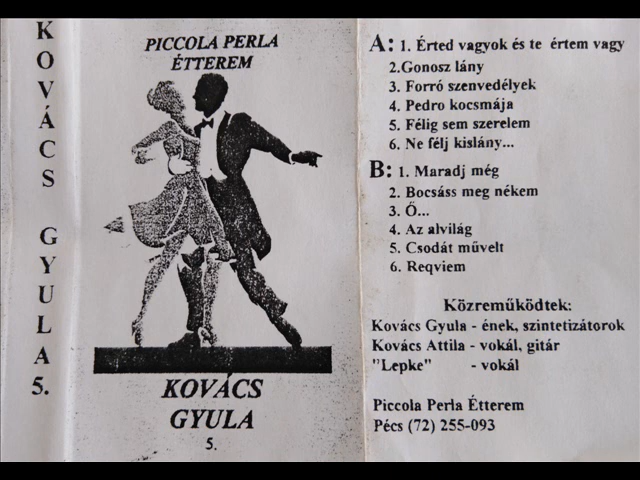 KOVÁCS GYULA 5.
PICCOLA PERLA
ÉTTEREM
KOVÁCS
GYULA
5.
A: 1. Érted vagyok és te értem vagy
2.Gonosz lány
3. Forró szenvedélyek
4. Pedro kocsmája
5. Félig sem szerelem
6. Ne félj kislány...
B: 1. Maradj még
2. Bocsáss meg nékem
3. Ő...
4. Az alvilág
5. Csodát művelt
6. Reqviem
Közreműködtek:
Kovács Gyula - ének, szintetizátorok
Kovács Attila - vokál, gitár
"Lepke" - vokál
Piccola Perla Étterem
Pécs (72) 255-093